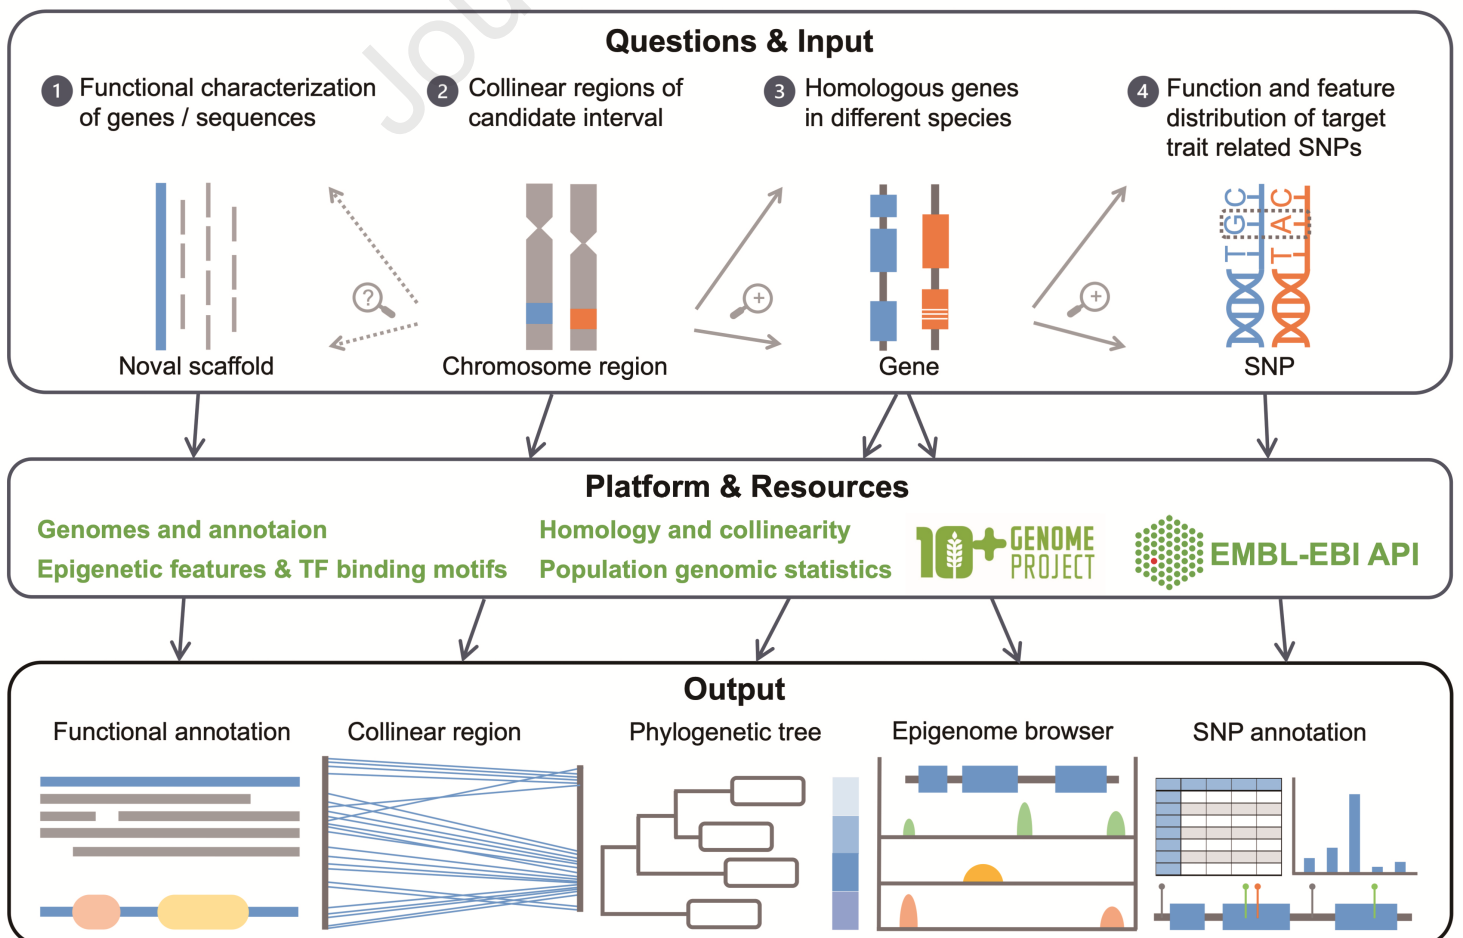 Jou
Questions & Input
1 Functional characterization
of genes / sequences
2 Collinear regions of
candidate interval
3 Homologous genes
in different species
4 Function and feature
distribution of target
trait related SNPs
?
+
+
T G C
T A C
Noval scaffold
Chromosome region
Gene
SNP
Platform & Resources
Genomes and annotaion
Epigenetic features & TF binding motifs
Homology and collinearity
Population genomic statistics
10+ GENOME
PROJECT
EMBL-EBI API
Output
Functional annotation
Collinear region
Phylogenetic tree
Epigenome browser
SNP annotation